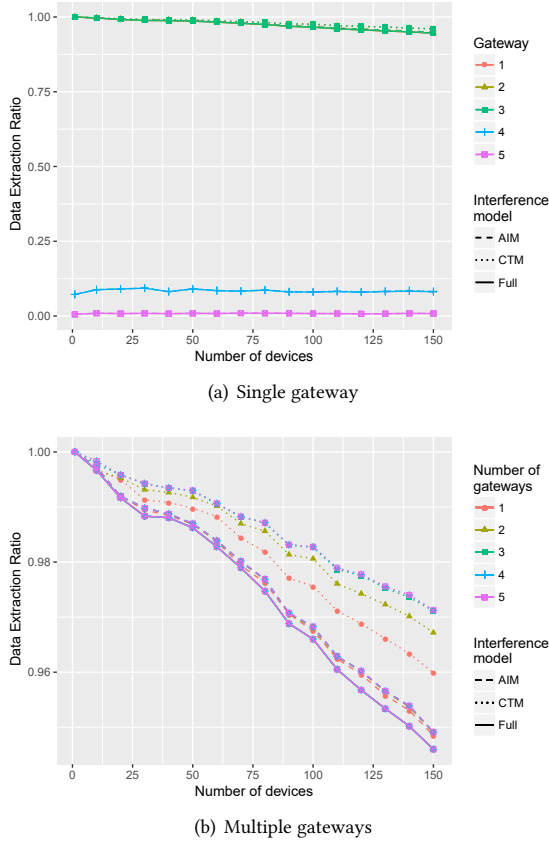 1.00
0.75
0.50
0.25
0.00
Data Extraction Ratio
0 25 50 75 100 125 150
Number of devices
Gateway
1
2
3
4
5
Interference
model
AIM
CTM
Full
(a) Single gateway
1.00
0.98
0.96
Data Extraction Ratio
0 25 50 75 100 125 150
Number of devices
Number of
gateways
1
2
3
4
5
Interference
model
AIM
CTM
Full
(b) Multiple gateways